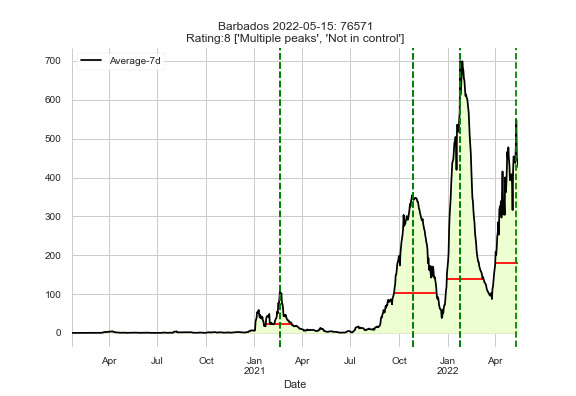 Barbados 2022-05-15: 76571
Rating:8 ['Multiple peaks', 'Not in control']
Average-7d
700
600
500
400
300
200
100
0
Apr Jul Oct Jan Apr Jul Oct Jan Apr
2021 2022
Date